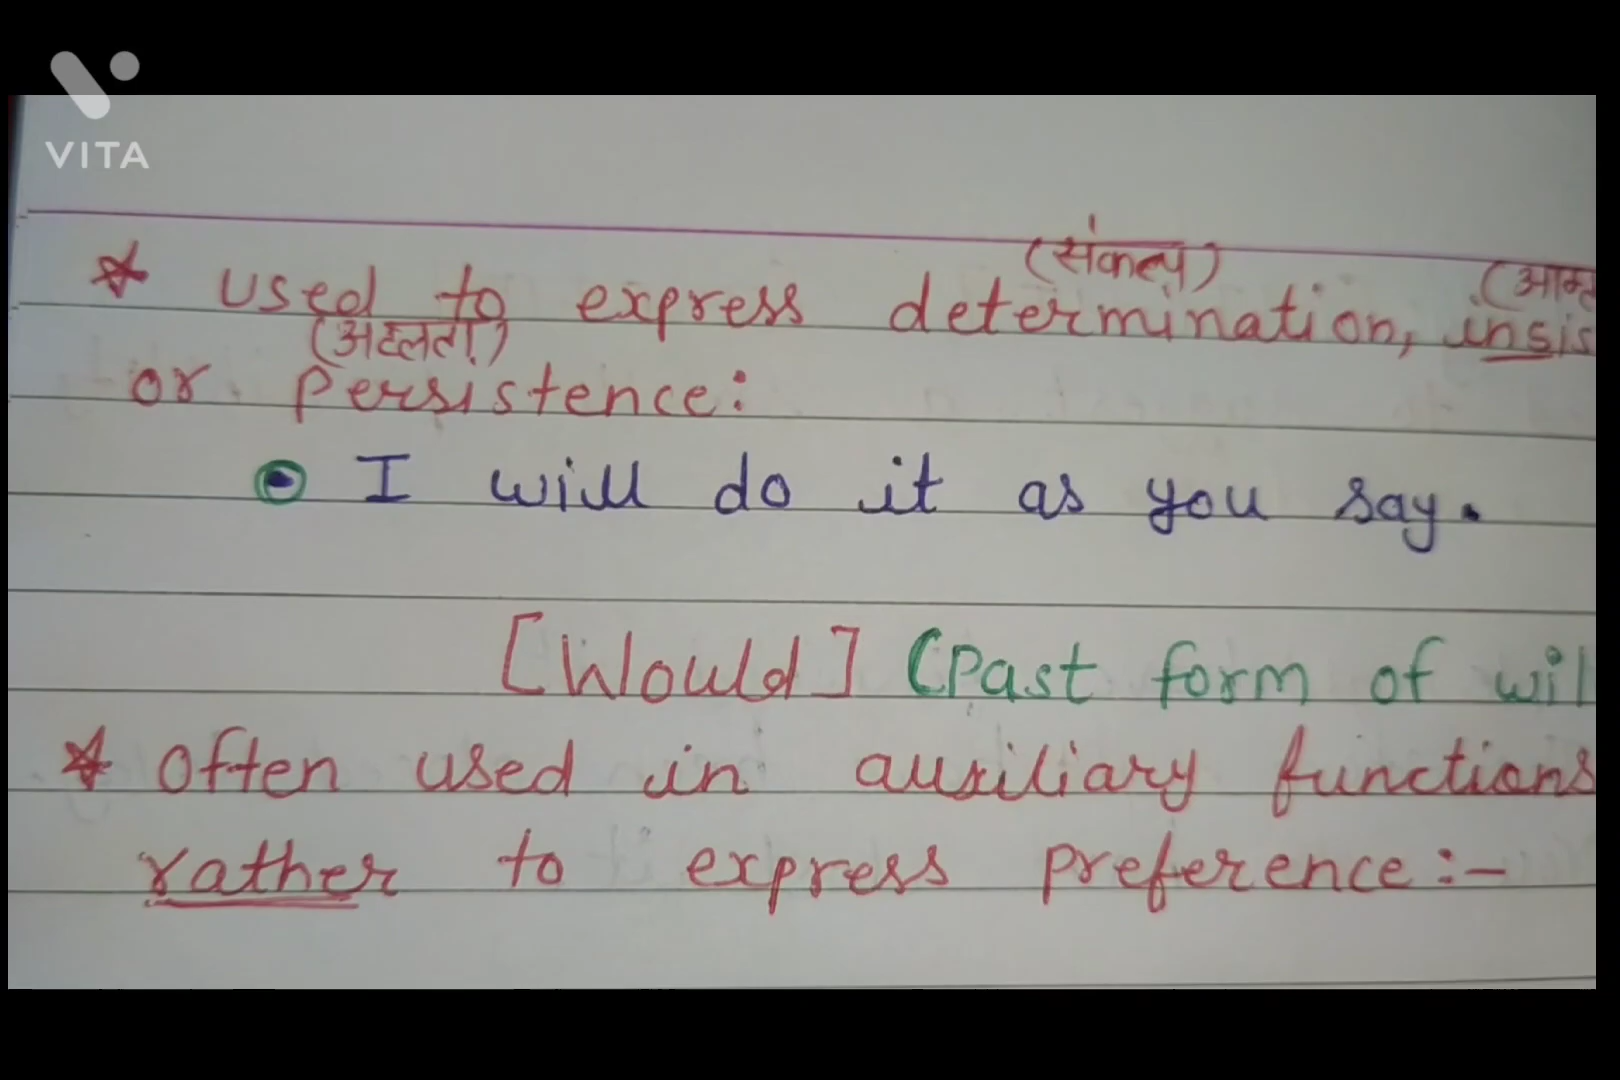 VITA
(संकल्प) (आग्र
★ used to express determination, insis
(अटलता)
or Persistence:
I will do it as you say.
[Would] (Past form of wil
★ Often used in auxiliary functions
rather to express preference:-